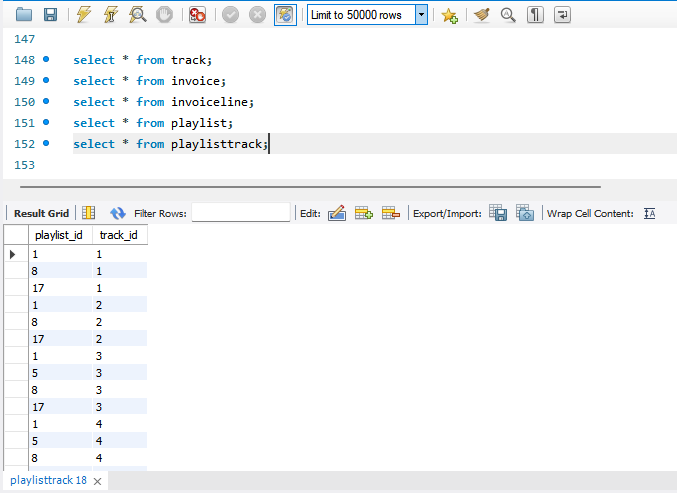 Limit to 50000 rows
147
148 select * from track;
149 select * from invoice;
150 select * from invoiceline;
151 select * from playlist;
152 select * from playlisttrack;
153
Result Grid Filter Rows: Edit: Export/Import: Wrap Cell Content: IA
playlist_id track_id
1 1
8 1
17 1
1 2
8 2
17 2
1 3
5 3
8 3
17 3
1 4
5 4
8 4
playlisttrack 18